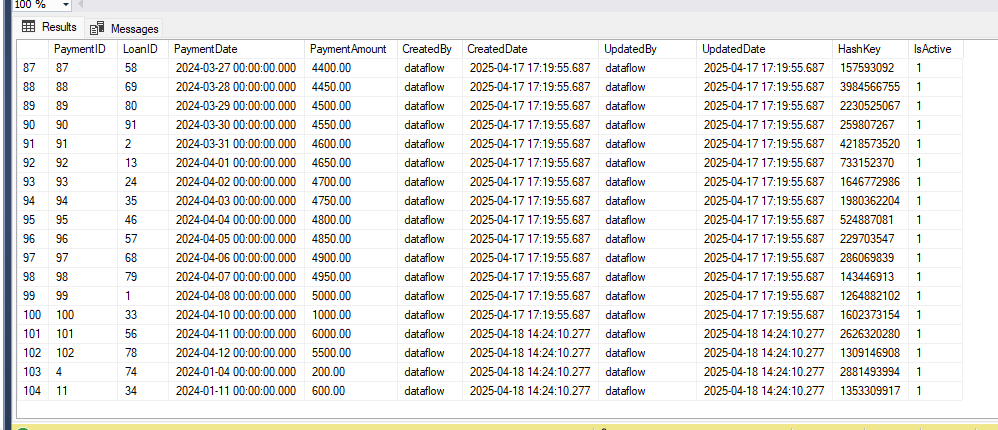 100 %
Results Messages
PaymentID LoanID PaymentDate PaymentAmount CreatedBy CreatedDate UpdatedBy UpdatedDate HashKey IsActive
87 87 58 2024-03-27 00:00:00.000 4400.00 dataflow 2025-04-17 17:19:55.687 dataflow 2025-04-17 17:19:55.687 157593092 1
88 88 69 2024-03-28 00:00:00.000 4450.00 dataflow 2025-04-17 17:19:55.687 dataflow 2025-04-17 17:19:55.687 3984566755 1
89 89 80 2024-03-29 00:00:00.000 4500.00 dataflow 2025-04-17 17:19:55.687 dataflow 2025-04-17 17:19:55.687 2230525067 1
90 90 91 2024-03-30 00:00:00.000 4550.00 dataflow 2025-04-17 17:19:55.687 dataflow 2025-04-17 17:19:55.687 259807267 1
91 91 2 2024-03-31 00:00:00.000 4600.00 dataflow 2025-04-17 17:19:55.687 dataflow 2025-04-17 17:19:55.687 4218573520 1
92 92 13 2024-04-01 00:00:00.000 4650.00 dataflow 2025-04-17 17:19:55.687 dataflow 2025-04-17 17:19:55.687 733152370 1
93 93 24 2024-04-02 00:00:00.000 4700.00 dataflow 2025-04-17 17:19:55.687 dataflow 2025-04-17 17:19:55.687 1646772986 1
94 94 35 2024-04-03 00:00:00.000 4750.00 dataflow 2025-04-17 17:19:55.687 dataflow 2025-04-17 17:19:55.687 1980362204 1
95 95 46 2024-04-04 00:00:00.000 4800.00 dataflow 2025-04-17 17:19:55.687 dataflow 2025-04-17 17:19:55.687 524887081 1
96 96 57 2024-04-05 00:00:00.000 4850.00 dataflow 2025-04-17 17:19:55.687 dataflow 2025-04-17 17:19:55.687 229703547 1
97 97 68 2024-04-06 00:00:00.000 4900.00 dataflow 2025-04-17 17:19:55.687 dataflow 2025-04-17 17:19:55.687 286069839 1
98 98 79 2024-04-07 00:00:00.000 4950.00 dataflow 2025-04-17 17:19:55.687 dataflow 2025-04-17 17:19:55.687 143446913 1
99 99 1 2024-04-08 00:00:00.000 5000.00 dataflow 2025-04-17 17:19:55.687 dataflow 2025-04-17 17:19:55.687 1264882102 1
100 100 33 2024-04-10 00:00:00.000 1000.00 dataflow 2025-04-17 17:19:55.687 dataflow 2025-04-17 17:19:55.687 1602373154 1
101 101 56 2024-04-11 00:00:00.000 6000.00 dataflow 2025-04-18 14:24:10.277 dataflow 2025-04-18 14:24:10.277 2626320280 1
102 102 78 2024-04-12 00:00:00.000 5500.00 dataflow 2025-04-18 14:24:10.277 dataflow 2025-04-18 14:24:10.277 1309146908 1
103 4 74 2024-01-04 00:00:00.000 200.00 dataflow 2025-04-18 14:24:10.277 dataflow 2025-04-18 14:24:10.277 2881493994 1
104 11 34 2024-01-11 00:00:00.000 600.00 dataflow 2025-04-18 14:24:10.277 dataflow 2025-04-18 14:24:10.277 1353309917 1